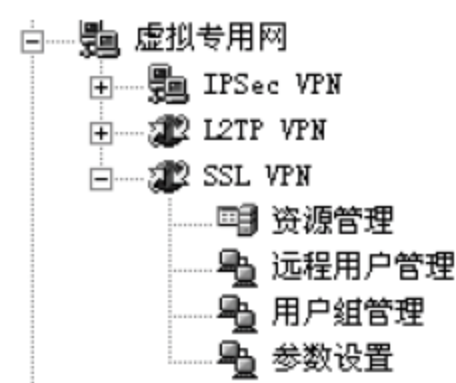 虚拟专用网
IPSec VPN
L2TP VPN
SSL VPN
资源管理
远程用户管理
用户组管理
参数设置